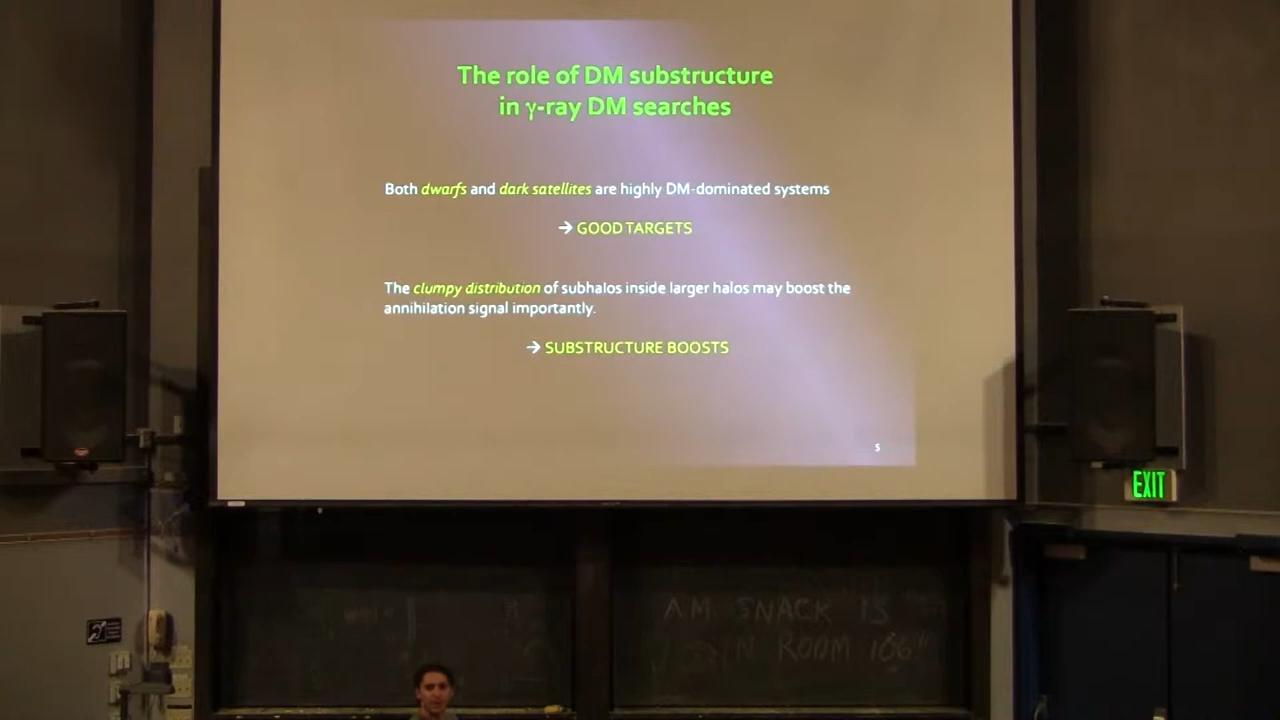 The role of DM substructure
in γ-ray DM searches
Both dwarfs and dark satellites are highly DM-dominated systems
→ GOOD TARGETS
The clumpy distribution of subhalos inside larger halos may boost the
annihilation signal importantly.
→ SUBSTRUCTURE BOOSTS
5
EXIT
A.M. SNACK IS
IN ROOM 166"